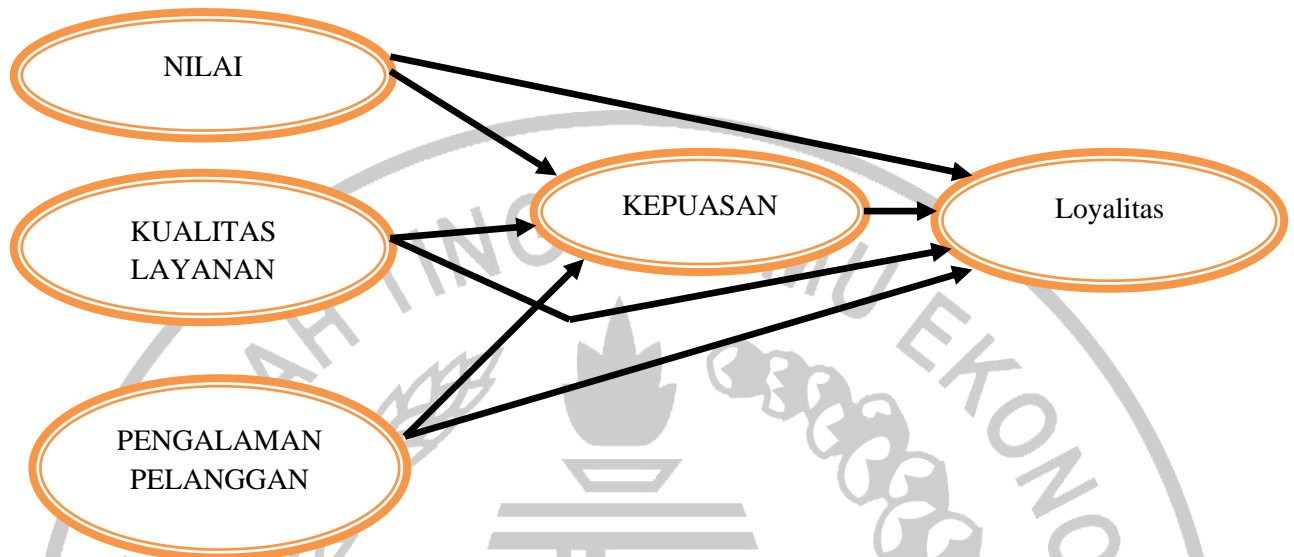 NILAI
KEPUASAN
Loyalitas
KUALITAS
LAYANAN
PENGALAMAN
PELANGGAN